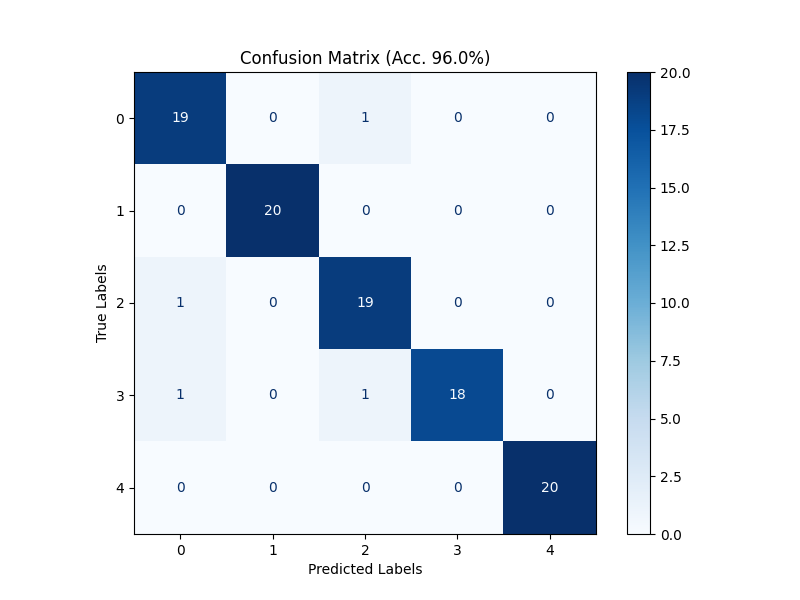 Confusion Matrix (Acc. 96.0%)
True Labels
0 19 0 1 0 0
1 0 20 0 0 0
2 1 0 19 0 0
3 1 0 1 18 0
4 0 0 0 0 20
0 1 2 3 4
Predicted Labels
20.0
17.5
15.0
12.5
10.0
7.5
5.0
2.5
0.0